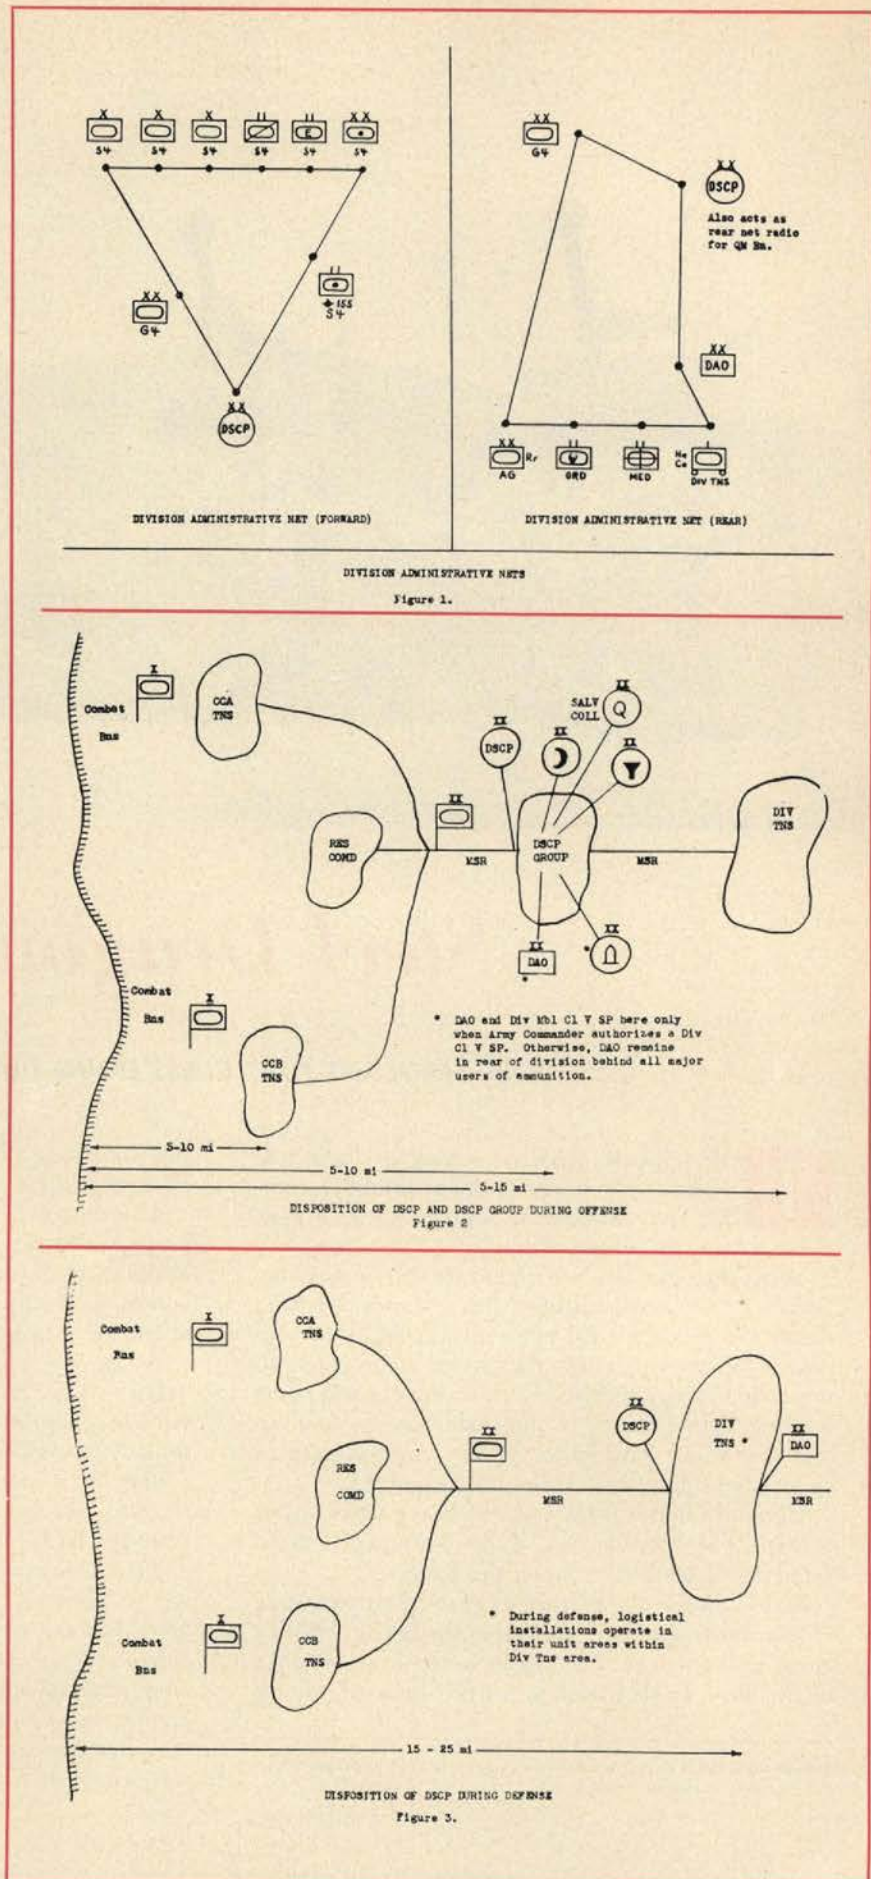 X X X II II XX
E
S4 S4 S4 S4 S4 S4
XX
G4
II
155
S4
XX
DSCP
DIVISION ADMINISTRATIVE NET (FORWARD)
XX
G4
XX
DSCP
Also acts as
rear net radio
for QM Bn.
XX
DAO
XX II II I
Rr Hq
Co
AG ORD MED DIV TNS
DIVISION ADMINISTRATIVE NET (REAR)
DIVISION ADMINISTRATIVE NETS
Figure 1.
Combat
Bns
X
CCA
TNS
RES
COMD
XX
MSR
XX
DSCP
XX
SALV
COLL
XX
Q
XX
DSCP
GROUP
MSR
DIV
TNS
XX
DAO
*
XX
*
Combat
Bns
X
CCB
TNS
* DAO and Div Mbl Cl V SP here only
when Army Commander authorizes a Div
Cl V SP. Otherwise, DAO remains
in rear of division behind all major
users of ammunition.
5-10 mi
5-10 mi
5-15 mi
DISPOSITION OF DSCP AND DSCP GROUP DURING OFFENSE
Figure 2
Combat
Bns
X
CCA
TNS
RES
COMD
XX
MSR
XX
DSCP
DIV
TNS *
XX
DAO
MSR
Combat
Bns
X
CCB
TNS
* During defense, logistical
installations operate in
their unit areas within
Div Tns area.
15 - 25 mi
DISPOSITION OF DSCP DURING DEFENSE
Figure 3.